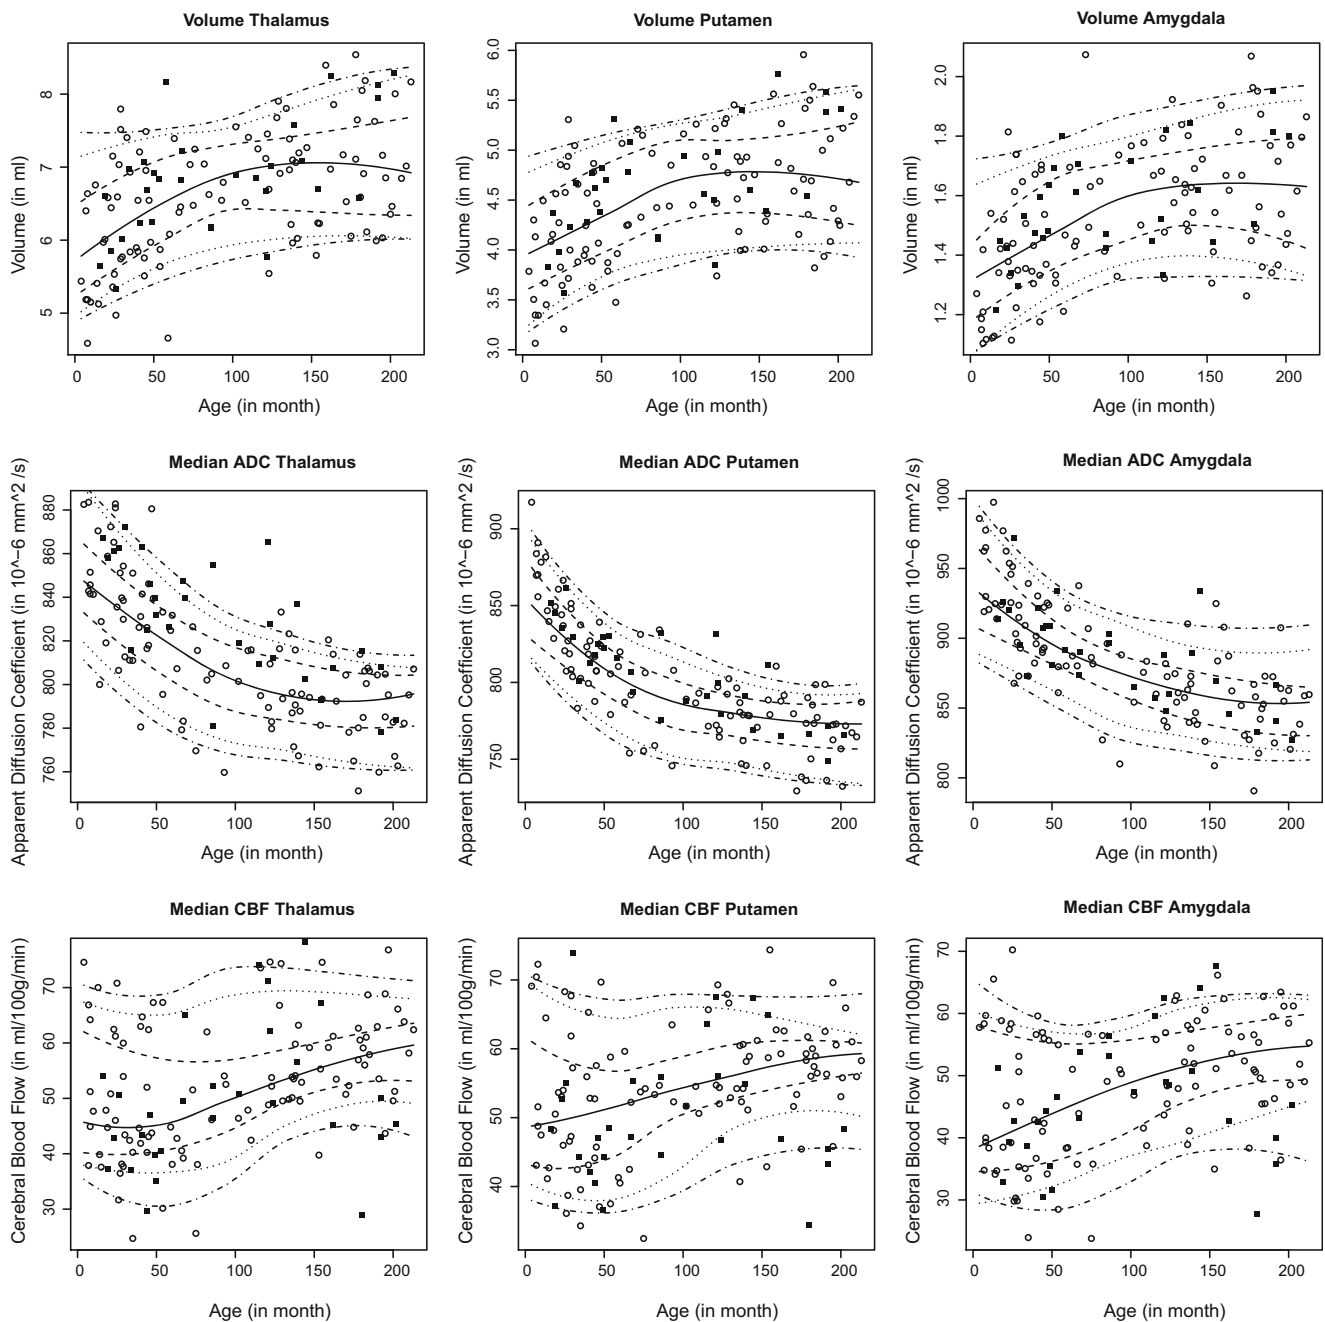 Volume Thalamus
Volume (in ml)
5 6 7 8
0 50 100 150 200
Age (in month)
Volume Putamen
Volume (in ml)
3.0 3.5 4.0 4.5 5.0 5.5 6.0
0 50 100 150 200
Age (in month)
Volume Amygdala
Volume (in ml)
1.2 1.4 1.6 1.8 2.0
0 50 100 150 200
Age (in month)
Median ADC Thalamus
Apparent Diffusion Coefficient (in 10^−6 mm^2 /s)
760 780 800 820 840 860 880
0 50 100 150 200
Age (in month)
Median ADC Putamen
Apparent Diffusion Coefficient (in 10^−6 mm^2 /s)
750 800 850 900
0 50 100 150 200
Age (in month)
Median ADC Amygdala
Apparent Diffusion Coefficient (in 10^−6 mm^2 /s)
800 850 900 950 1000
0 50 100 150 200
Age (in month)
Median CBF Thalamus
Cerebral Blood Flow (in ml/100g/min)
30 40 50 60 70
0 50 100 150 200
Age (in month)
Median CBF Putamen
Cerebral Blood Flow (in ml/100g/min)
40 50 60 70
0 50 100 150 200
Age (in month)
Median CBF Amygdala
Cerebral Blood Flow (in ml/100g/min)
30 40 50 60 70
0 50 100 150 200
Age (in month)